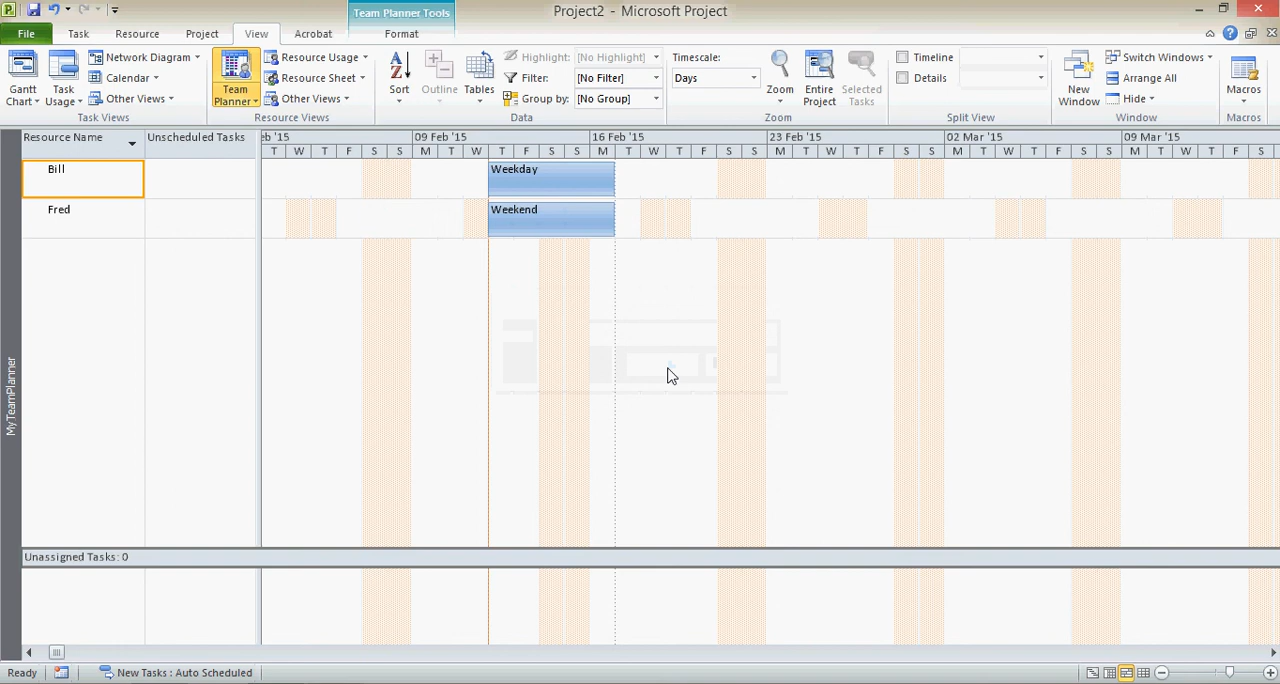 Team Planner Tools
Project2 - Microsoft Project
File Task Resource Project View Acrobat Format
Gantt Chart
Task Usage
Network Diagram
Calendar
Other Views
Task Views
Team Planner
Resource Usage
Resource Sheet
Other Views
Resource Views
Sort
Outline
Tables
Highlight: [No Highlight]
Filter: [No Filter]
Group by: [No Group]
Data
Timescale:
Days
Zoom
Entire Project
Selected Tasks
Zoom
Timeline
Details
Split View
New Window
Switch Windows
Arrange All
Hide
Window
Macros
Macros
Resource Name Unscheduled Tasks eb '15 09 Feb '15 16 Feb '15 23 Feb '15 02 Mar '15 09 Mar '15
T W T F S S M T W T F S S M T W T F S S M T W T F S S M T W T F S S M T W T F S S
Bill Weekday
Fred Weekend
MyTeamPlanner
Unassigned Tasks: 0
Ready New Tasks : Auto Scheduled